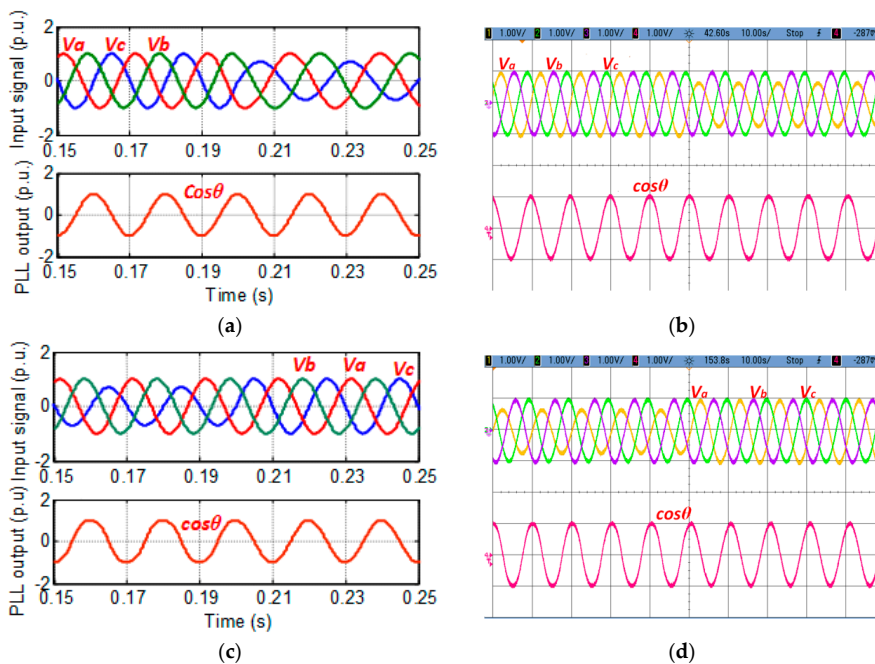 Input signal (p.u.)
2
0
-2
Va Vc Vb
0.15 0.17 0.19 0.21 0.23 0.25
PLL output (p.u.)
2
0
-2
Cosθ
0.15 0.17 0.19 0.21 0.23 0.25
Time (s)
(a)
1 1.00V/ 2 1.00V/ 3 1.00V/ 4 1.00V/ 42.60s 10.00s/ Stop 4 -287
Va Vb Vc
cosθ
(b)
Input signal (p.u.)
2
0
-2
Vb Va Vc
0.15 0.17 0.19 0.21 0.23 0.25
PLL output (p.u)
2
0
-2
cosθ
0.15 0.17 0.19 0.21 0.23 0.25
Time (s)
(c)
1 1.00V/ 2 1.00V/ 3 1.00V/ 4 1.00V/ 153.8s 10.00s/ Stop 4 -287
Va Vb Vc
cosθ
(d)